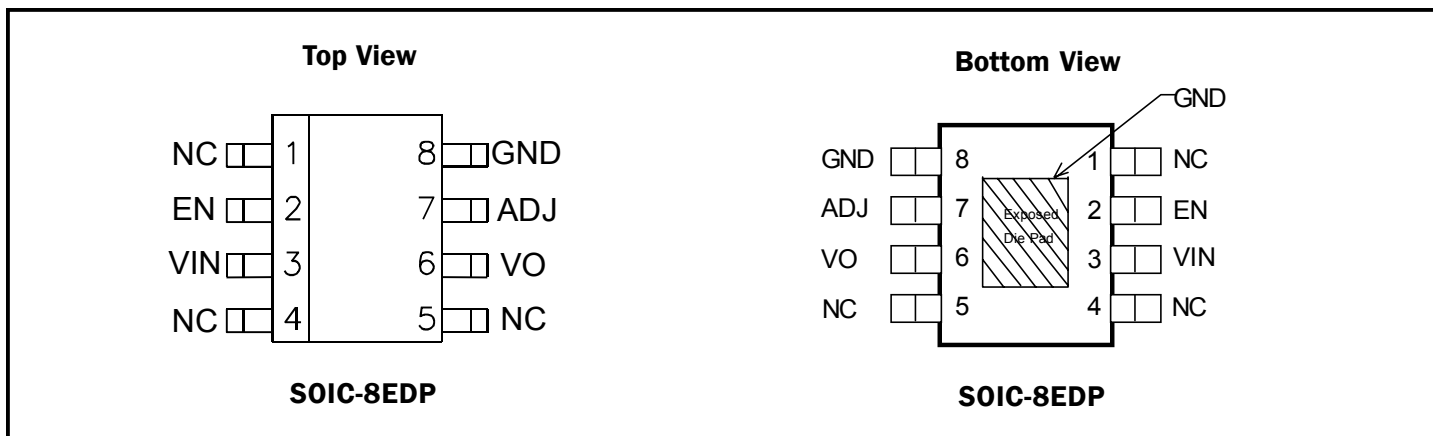 Top View
NC 1 8 GND
EN 2 7 ADJ
VIN 3 6 VO
NC 4 5 NC
SOIC-8EDP
Bottom View
GND
GND 8 1 NC
ADJ 7 2 EN
Exposed
Die Pad
VO 6 3 VIN
NC 5 4 NC
SOIC-8EDP